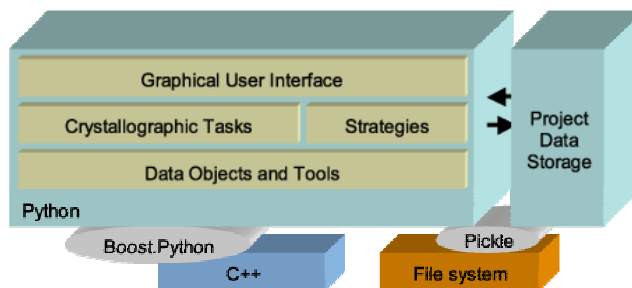 Graphical User Interface
Crystallographic Tasks
Strategies
Data Objects and Tools
Python
Project
Data
Storage
Boost.Python
Pickle
C++
File system